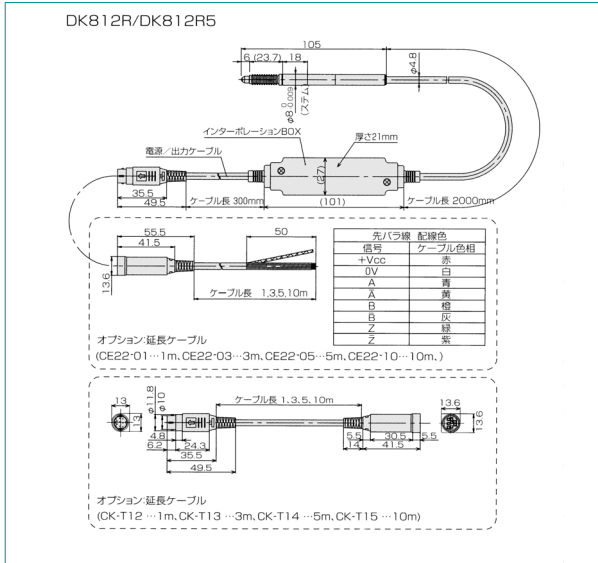 DK812R/DK812R5
105
6 (23.7) 18
φ4.8
φ8 0 -0.009
(ステム)
インターポレーションBOX
厚さ21mm
電源/出力ケーブル
(27)
35.5
49.5
ケーブル長 300mm
(101)
ケーブル長 2000mm
55.5
41.5
50
13.6
ケーブル長 1,3,5,10m
先バラ線 配線色
信号 ケーブル色相
+Vcc 赤
0V 白
A 青
A̅ 黄
B 橙
B̅ 灰
Z 緑
Z̅ 紫
オプション:延長ケーブル
(CE22-01…1m、CE22-03…3m、CE22-05…5m、CE22-10…10m、)
13
13
φ11.8
φ10
ケーブル長 1,3,5,10m
13.6
13.6
4.8
6.2
24.3
35.5
49.5
5.5
14
30.5
41.5
5.5
オプション:延長ケーブル
(CK-T12 …1m、CK-T13 …3m、CK-T14 …5m、CK-T15 …10m)